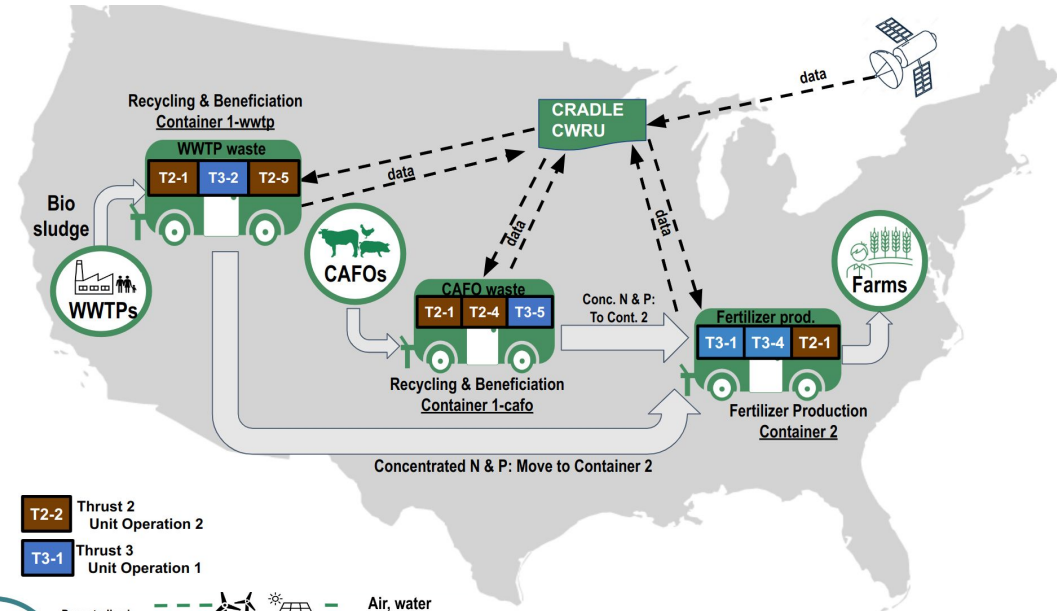 data
CRADLE
CWRU
Recycling & Beneficiation
Container 1-wwtp
WWTP waste
T2-1 T3-2 T2-5
data
Bio
sludge
WWTPs
CAFOs
data
data
CAFO waste
T2-1 T2-4 T3-5
Recycling & Beneficiation
Container 1-cafo
Conc. N & P:
To Cont. 2
Farms
Fertilizer prod.
T3-1 T3-4 T2-1
Fertilizer Production
Container 2
Concentrated N & P: Move to Container 2
T2-2 Thrust 2
Unit Operation 2
T3-1 Thrust 3
Unit Operation 1
Air, water